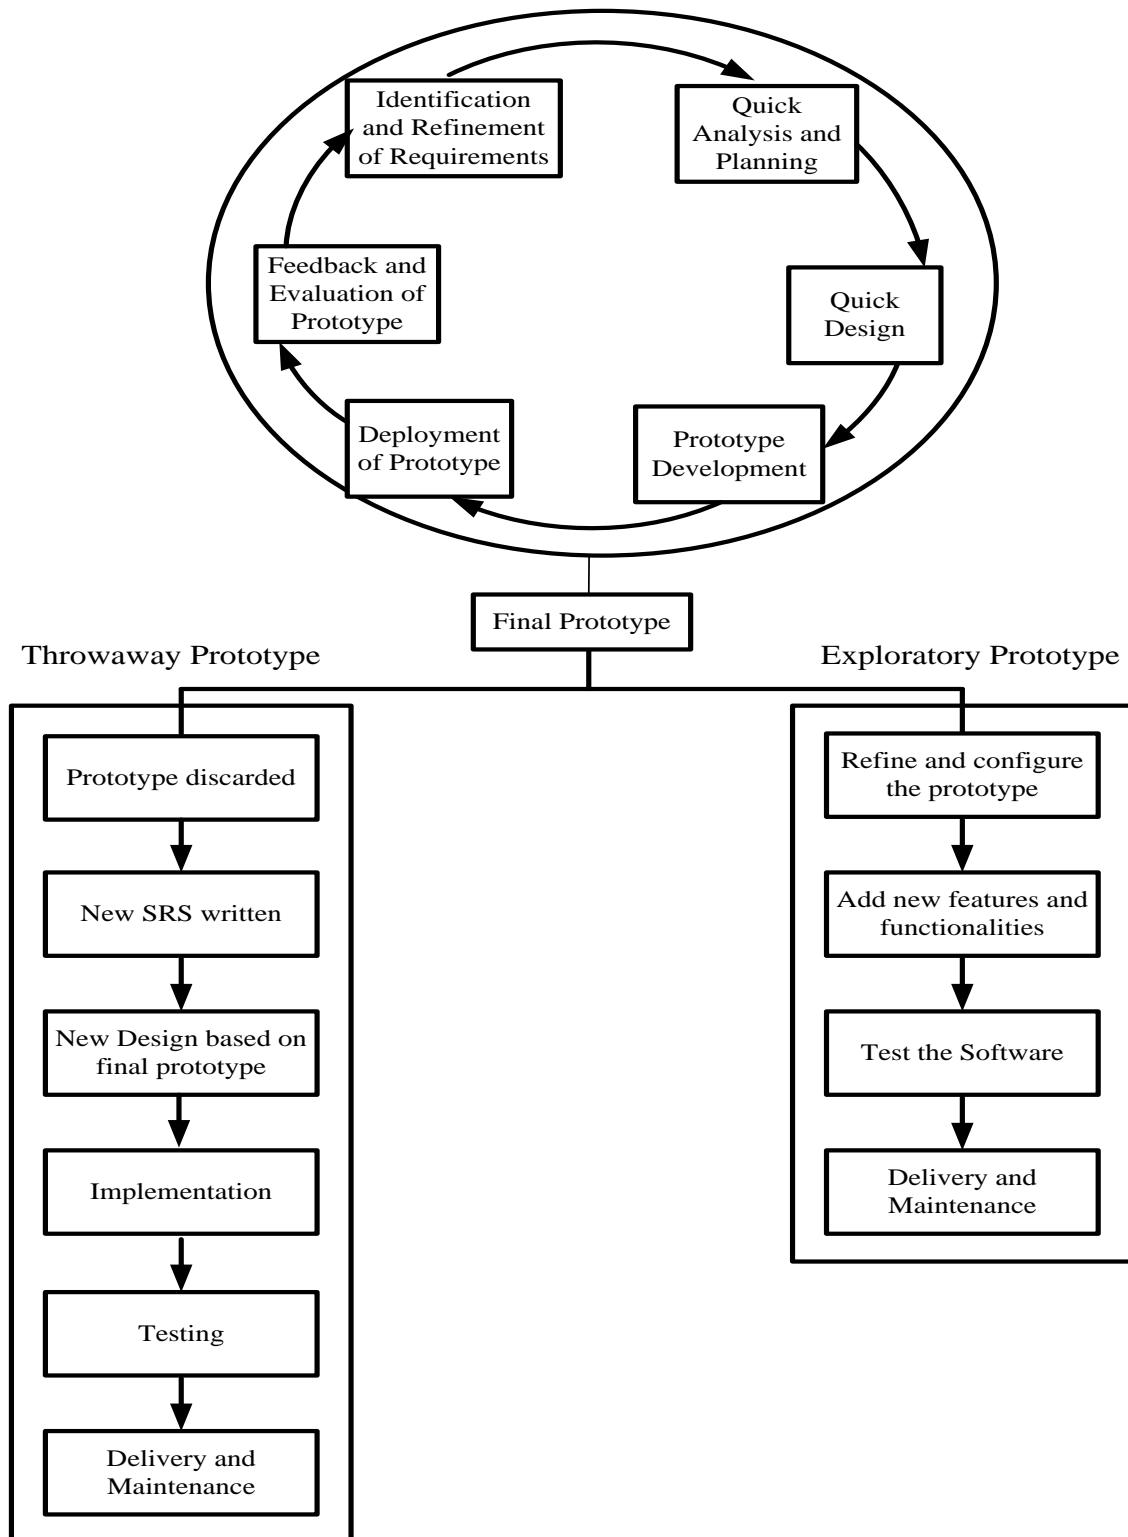 Identification
and Refinement
of Requirements
Quick
Analysis and
Planning
Feedback and
Evaluation of
Prototype
Quick
Design
Deployment
of Prototype
Prototype
Development
Final Prototype
Throwaway Prototype
Exploratory Prototype
Prototype discarded
New SRS written
New Design based on
final prototype
Implementation
Testing
Delivery and
Maintenance
Refine and configure
the prototype
Add new features and
functionalities
Test the Software
Delivery and
Maintenance